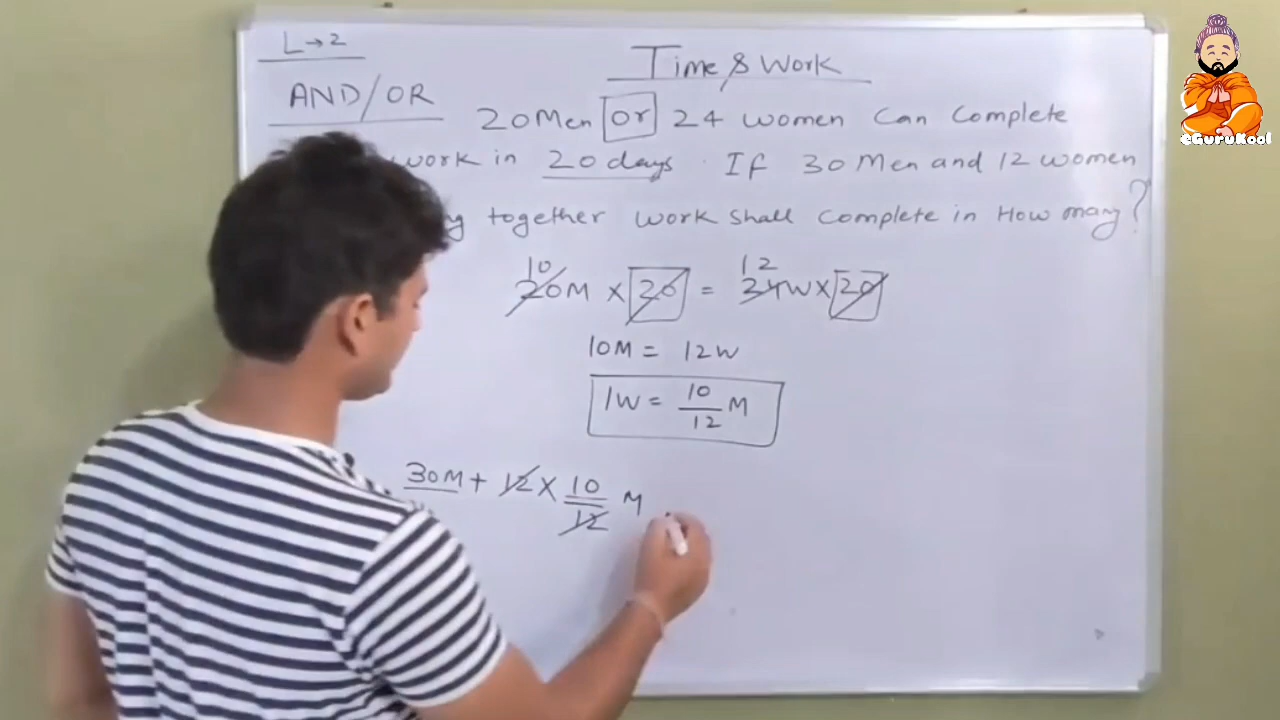 L→2
Time & Work
AND/OR
20 Men or 24 women Can Complete
work in 20 days. If 30 Men and 12 women
together work shall complete in How many?
10 12
20M × 20 = 24W × 20
10M = 12W
1W = 10/12 M
30M + 12 × 10/12 M
eGuruKool